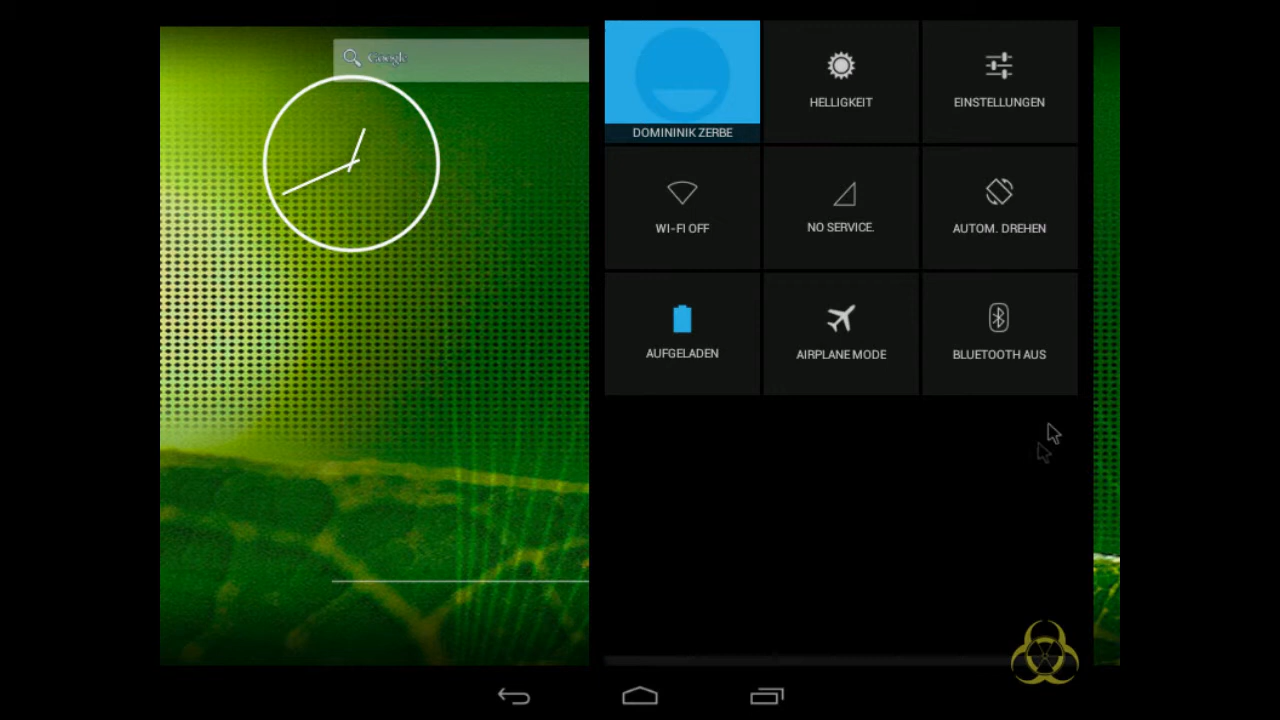 Google
DOMININIK ZERBE
HELLIGKEIT
EINSTELLUNGEN
WI-FI OFF
NO SERVICE.
AUTOM. DREHEN
AUFGELADEN
AIRPLANE MODE
BLUETOOTH AUS